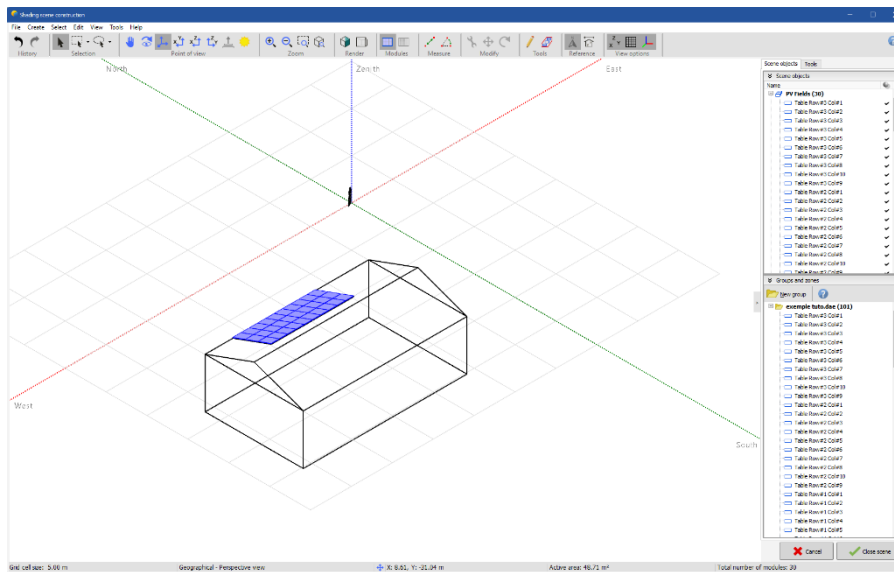 Shading scene construction
File Create Select Edit View Tools Help
History Selection Point of view Zoom Render Modules Measure Modify Tools Reference View options
North
Zenith
East
West
South
Scene objects Tools
Scene objects
Name
PV Fields (30)
Table Row#3 Col#1
Table Row#3 Col#2
Table Row#3 Col#3
Table Row#3 Col#4
Table Row#3 Col#5
Table Row#3 Col#6
Table Row#3 Col#7
Table Row#3 Col#8
Table Row#3 Col#10
Table Row#3 Col#9
Table Row#2 Col#1
Table Row#2 Col#2
Table Row#2 Col#3
Table Row#2 Col#4
Table Row#2 Col#5
Table Row#2 Col#6
Table Row#2 Col#7
Table Row#2 Col#8
Table Row#2 Col#10
Table Row#2 Col#9
Groups and zones
New group
exemple tuto.dae (101)
Table Row#3 Col#1
Table Row#3 Col#2
Table Row#3 Col#3
Table Row#3 Col#4
Table Row#3 Col#5
Table Row#3 Col#6
Table Row#3 Col#7
Table Row#3 Col#8
Table Row#3 Col#10
Table Row#3 Col#9
Table Row#2 Col#1
Table Row#2 Col#2
Table Row#2 Col#3
Table Row#2 Col#4
Table Row#2 Col#5
Table Row#2 Col#6
Table Row#2 Col#7
Table Row#2 Col#8
Table Row#2 Col#10
Table Row#2 Col#9
Table Row#1 Col#1
Table Row#1 Col#2
Table Row#1 Col#3
Table Row#1 Col#4
Table Row#1 Col#5
Table Row#1 Col#6
Cancel Close scene
Grid cell size: 5.00 m Geographical - Perspective view X: 8.61, Y: -31.04 m Active area: 48.71 m² Total number of modules: 30